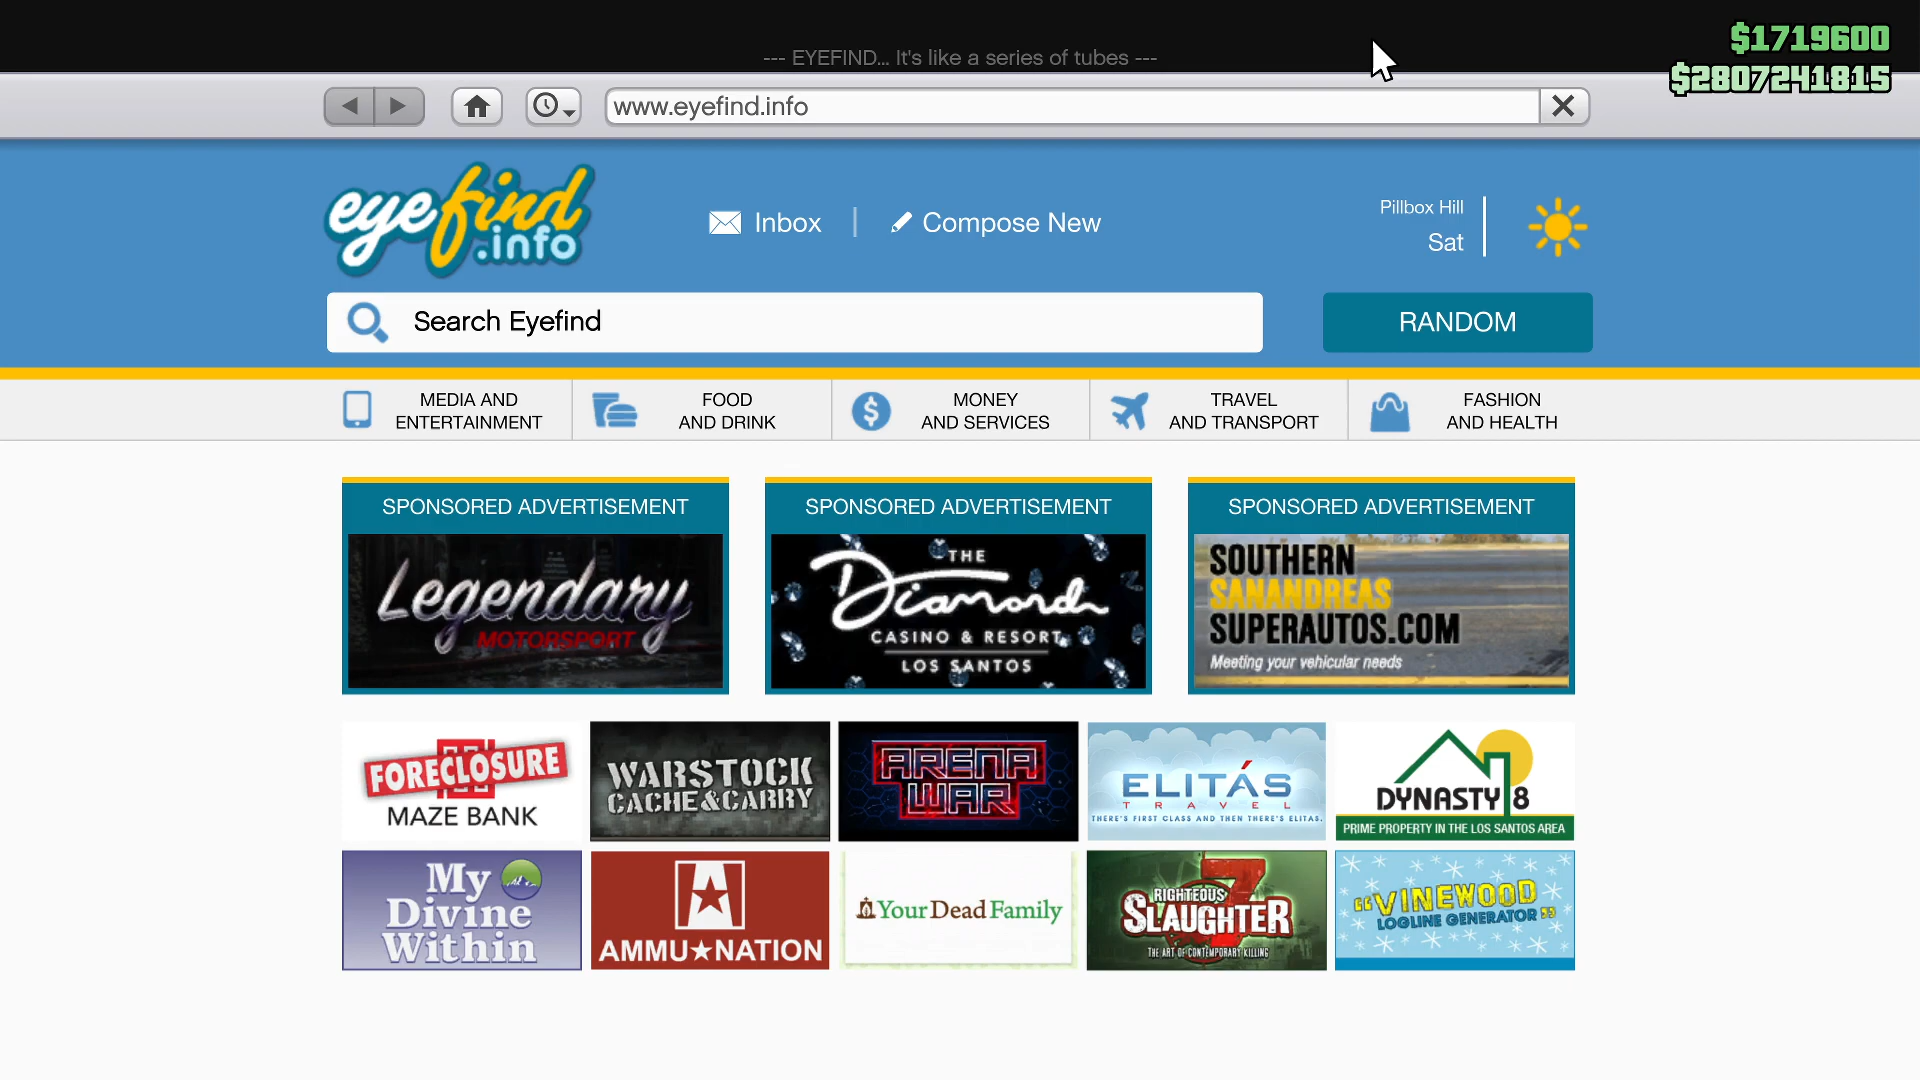 --- EYEFIND... It's like a series of tubes ---
$1719600
$2807241815
www.eyefind.info
eyefind
.info
Inbox
Compose New
Pillbox Hill
Sat
Search Eyefind
RANDOM
MEDIA AND
ENTERTAINMENT
FOOD
AND DRINK
MONEY
AND SERVICES
TRAVEL
AND TRANSPORT
FASHION
AND HEALTH
SPONSORED ADVERTISEMENT
Legendary
MOTORSPORT
SPONSORED ADVERTISEMENT
THE
Diamond
CASINO & RESORT
LOS SANTOS
SPONSORED ADVERTISEMENT
SOUTHERN
SANANDREAS
SUPERAUTOS.COM
Meeting your vehicular needs
FORECLOSURE
MAZE BANK
WARSTOCK
CACHE&CARRY
ARENA
WAR
ELITÁS
TRAVEL
THERE'S FIRST CLASS AND THEN THERE'S ELITAS.
DYNASTY 8
PRIME PROPERTY IN THE LOS SANTOS AREA
My
Divine
Within
AMMU★NATION
YourDeadFamily
RIGHTEOUS
SLAUGHTER
7
THE ART OF CONTEMPORARY KILLING
"VINEWOOD
LOGLINE GENERATOR"